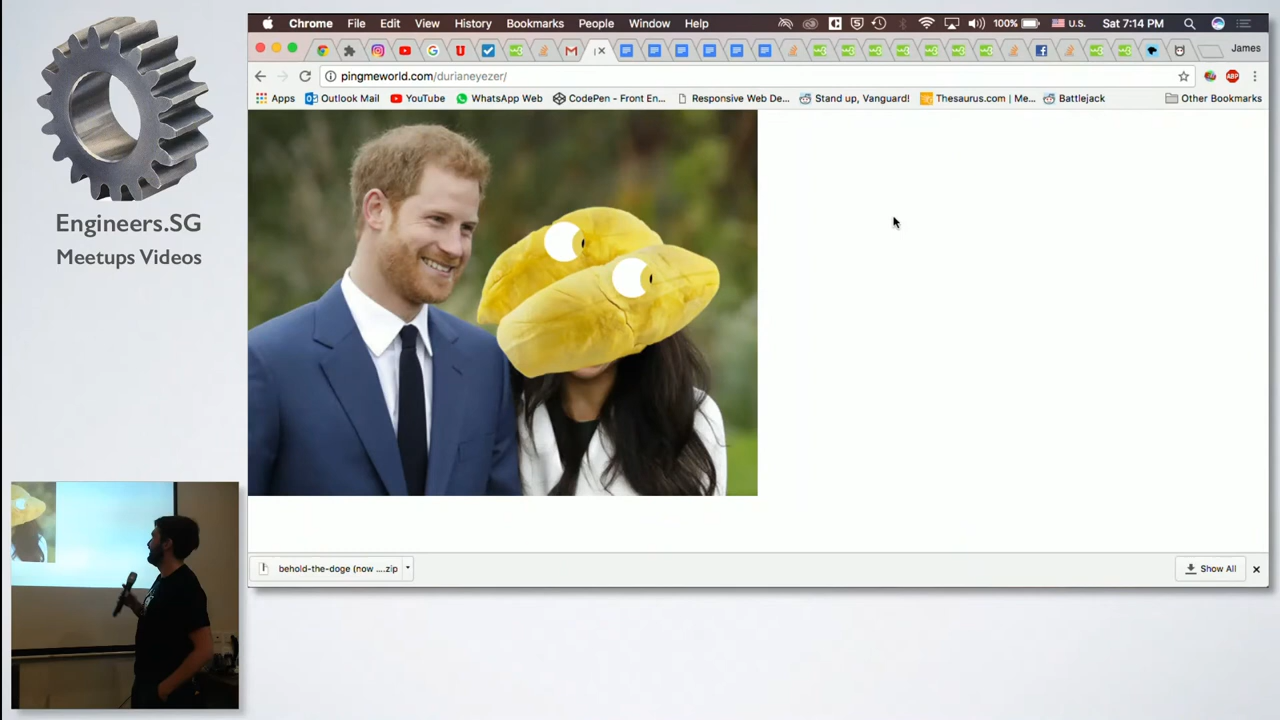 Engineers.SG
Meetups Videos
Chrome File Edit View History Bookmarks People Window Help
100% U.S. Sat 7:14 PM
James
pingmeworld.com/durianeyezer/
ABP
Apps Outlook Mail YouTube WhatsApp Web CodePen - Front En... Responsive Web De... Stand up, Vanguard! Thesaurus.com | Me... Battlejack Other Bookmarks
behold-the-doge (now ....zip
Show All